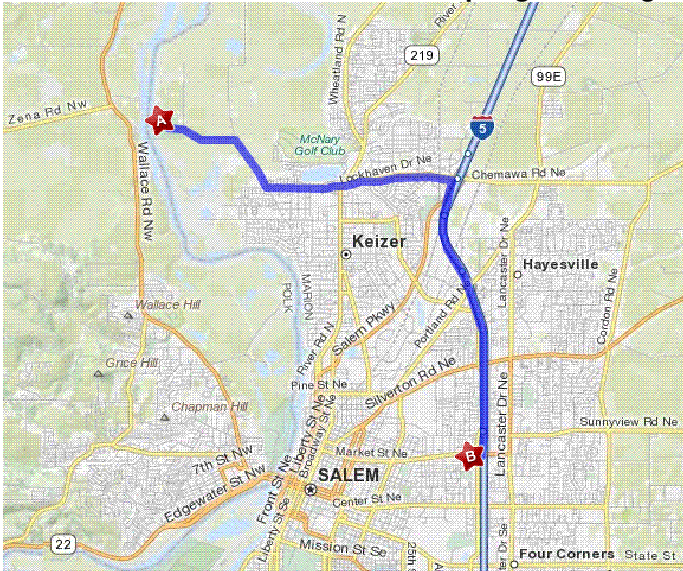 River
219
99E
5
Wheatland Rd N
Zena Rd Nw
A
McNary
Golf Club
Lockhaven Dr Ne
Chemawa Rd Ne
Wallace Rd Nw
Keizer
Hayesville
Lancaster Dr Ne
MARION
POLK
Cordon Rd Ne
Wallace Hill
River Rd N
Salem Pkwy
Portland Rd Ne
Grice Hill
Pine St Ne
Silverton Rd Ne
Chapman Hill
Liberty St Ne
Broadway St Ne
Lancaster Dr Ne
Sunnyview Rd Ne
Market St Ne
B
7th St Nw
SALEM
Edgewater St Nw
Front St Ne
Center St Ne
Liberty St Se
22
Mission St Se
25th
ter Dr Se
Four Corners
State St